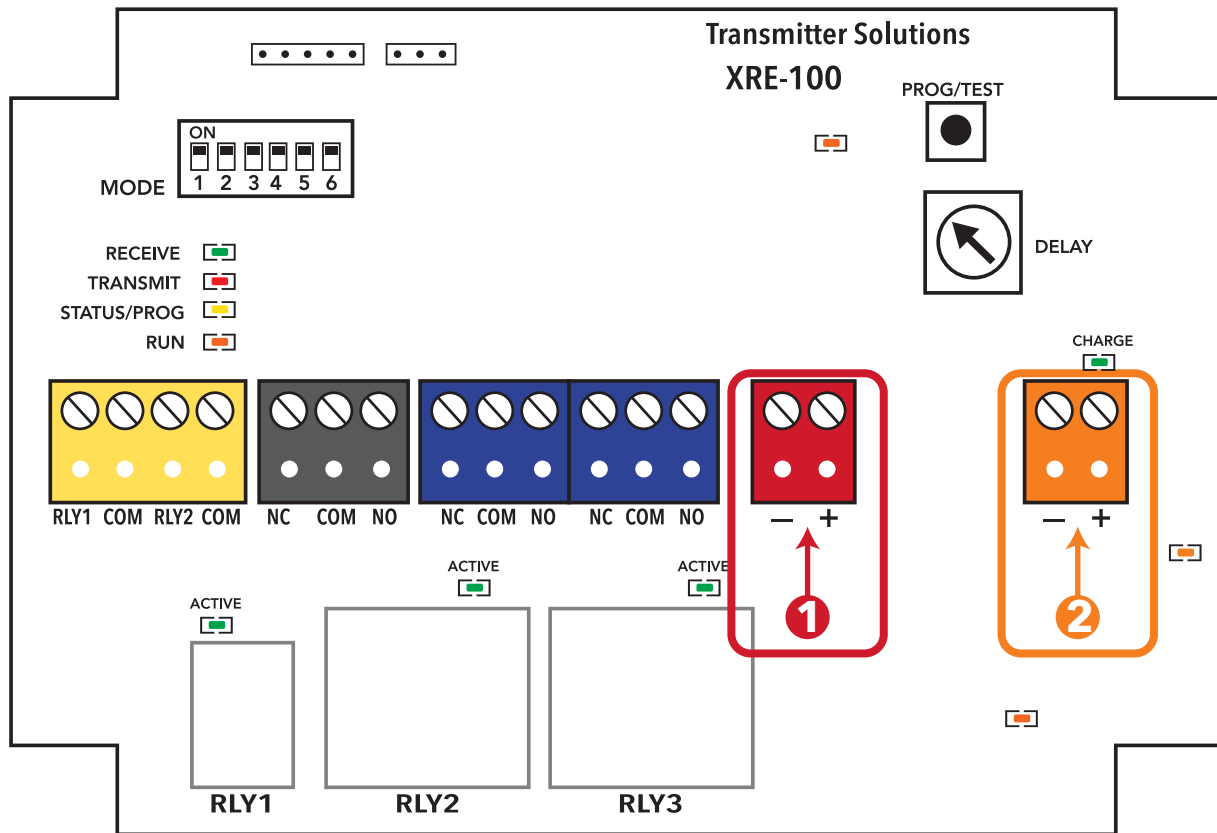 Transmitter Solutions
XRE-100
PROG/TEST
ON
1 2 3 4 5 6
MODE
DELAY
RECEIVE
TRANSMIT
STATUS/PROG
RUN
CHARGE
RLY1 COM RLY2 COM
NC COM NO
NC COM NO
NC COM NO
– +
– +
ACTIVE
ACTIVE
ACTIVE
1
2
RLY1
RLY2
RLY3